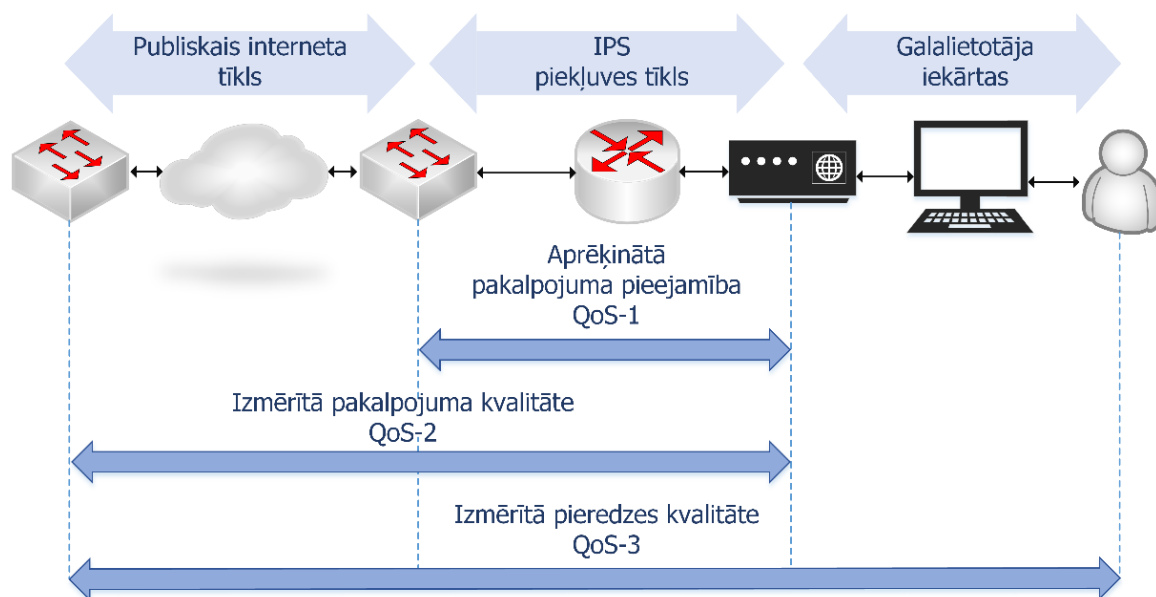 Publiskais interneta
tīkls
IPS
piekļuves tīkls
Galalietotāja
iekārtas
Aprēķinātā
pakalpojuma pieejamība
QoS-1
Izmērītā pakalpojuma kvalitāte
QoS-2
Izmērītā pieredzes kvalitāte
QoS-3